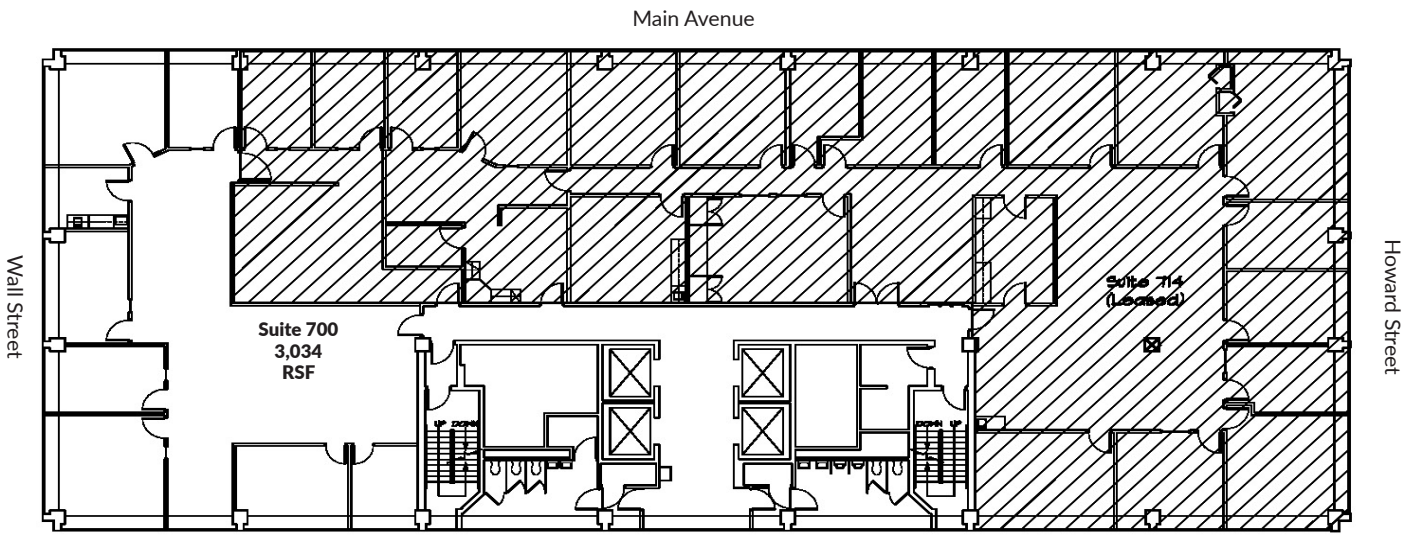 Main Avenue
Wall Street
Howard Street
Suite 714
(Leased)
Suite 700
3,034
RSF
UP DOWN
DOWN UP